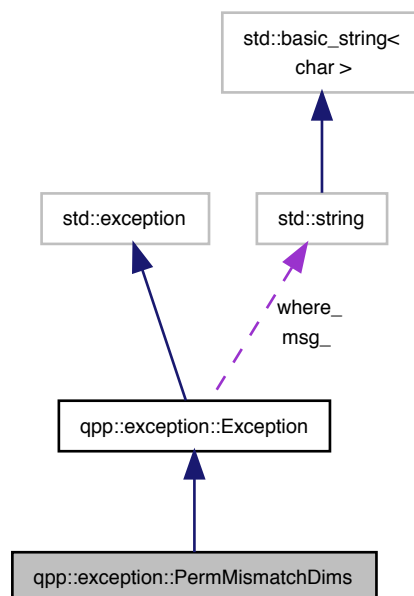 std::basic_string<
char >
std::exception
std::string
where_
msg_
qpp::exception::Exception
qpp::exception::PermMismatchDims